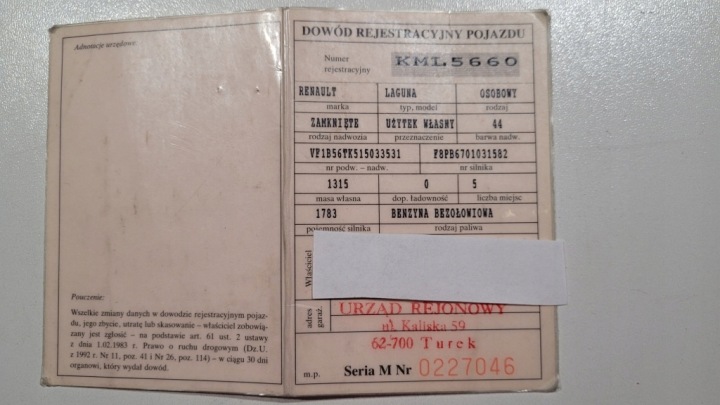 Adnotacje urzędowe:
Pouczenie:
Wszelkie zmiany danych w dowodzie rejestracyjnym pojaz-
du, jego zbycie, utratę lub skasowanie – właściciel zobowią-
zany jest zgłosić – na podstawie art. 61 ust. 2 ustawy
z dnia 1.02.1983 r. Prawo o ruchu drogowym (Dz.U.
z 1992 r. Nr 11, poz. 41 i Nr 26, poz. 114) – w ciągu 30 dni
organowi, który wydał dowód.
DOWÓD REJESTRACYJNY POJAZDU
Numer
rejestracyjny
KML5660
RENAULT LAGUNA OSOBOWY
marka typ, model rodzaj
ZAMKNIĘTE UŻYTEK WŁASNY 44
rodzaj nadwozia przeznaczenie barwa nadw.
VF1B56TK515033531 F8PB6701031582
nr podw. – nadw. nr silnika
1315 0 5
masa własna dop. ładowność liczba miejsc
1783 BENZYNA BEZOŁOWIOWA
pojemność silnika rodzaj paliwa
Właściciel
adres
garaż.
URZĄD REJONOWY
ul. Kaliska 59
62-700 Turek
m.p. Seria M Nr 0227046